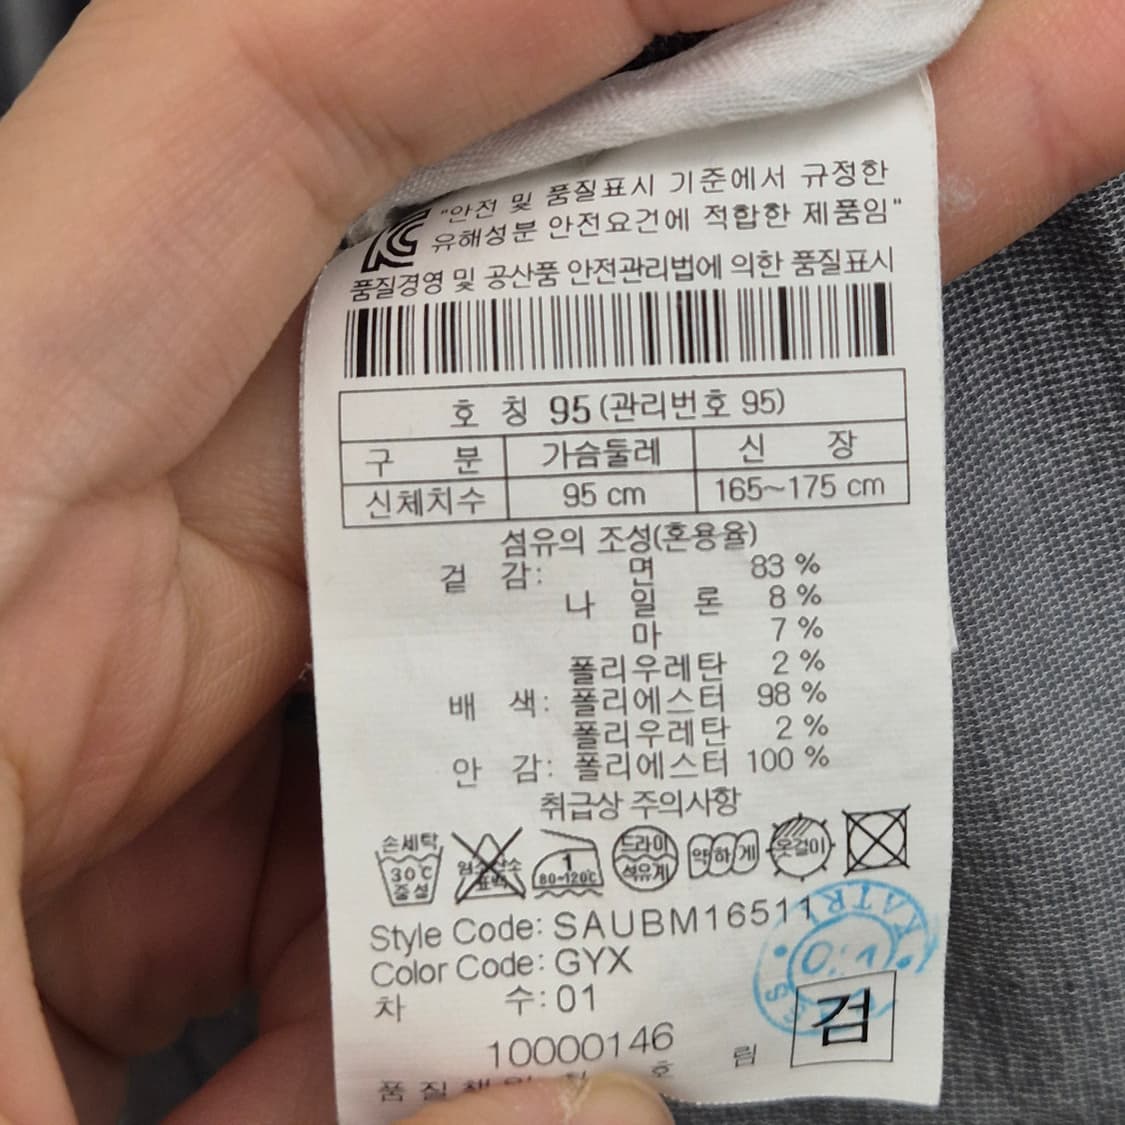 "안전 및 품질표시 기준에서 규정한
유해성분 안전요건에 적합한 제품임"
품질경영 및 공산품 안전관리법에 의한 품질표시
호 칭 95 (관리번호 95)
구 분 가슴둘레 신 장
신체치수 95 cm 165~175 cm
섬유의 조성(혼용율)
겉 감: 면 83 %
나 일 론 8 %
마 7 %
폴리우레탄 2 %
배 색: 폴리에스터 98 %
폴리우레탄 2 %
안 감: 폴리에스터 100 %
취급상 주의사항
손세탁
30℃
중성
염소
표백
1
80~120℃
드라이
석유계
약하게
옷걸이
Style Code: SAUBM16511
Color Code: GYX
차 수: 01
10000146
검
림
품 질